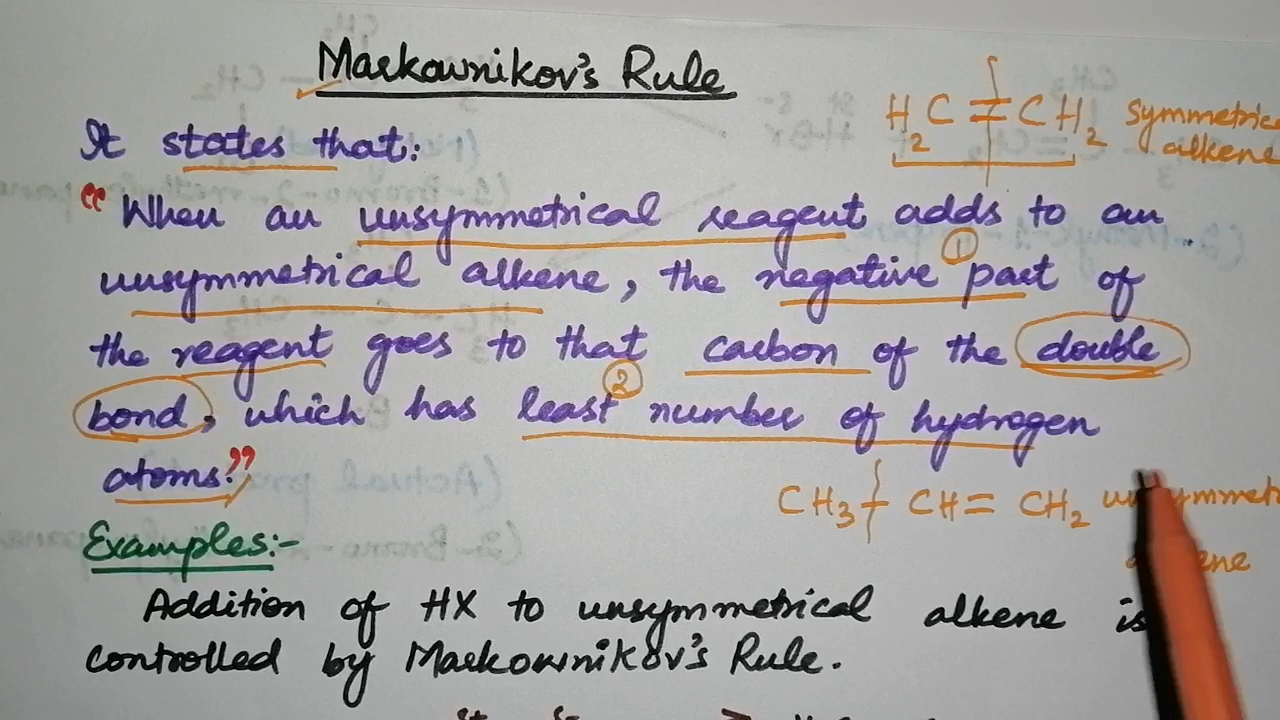 Markownikov's Rule
H2C = CH2 symmetrical
alkene
It states that:
"When an unsymmetrical reagent adds to an
unsymmetrical alkene, the negative part of
the reagent goes to that carbon of the double
bond, which has least number of hydrogen
atoms."
1
2
CH3 CH = CH2
Examples:-
Addition of HX to unsymmetrical alkene is
controlled by Markownikov's Rule.